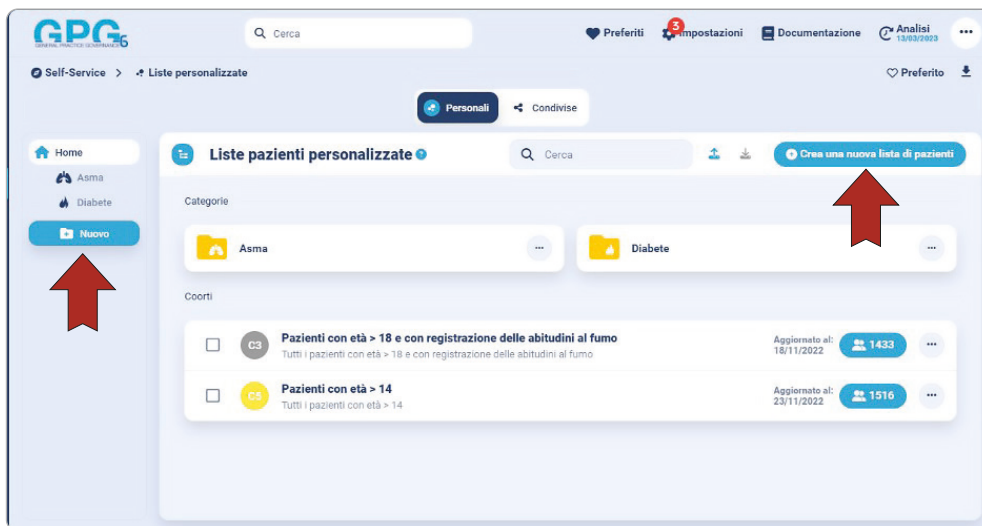 GPG6
GENERAL PRACTICE GOVERNANCE
Cerca
Preferiti
3
Impostazioni
Documentazione
Analisi
13/03/2023
Self-Service > Liste personalizzate
Preferito
Personali
Condivise
Home
Asma
Diabete
Nuovo
Liste pazienti personalizzate
Cerca
Crea una nuova lista di pazienti
Categorie
Asma
Diabete
Coorti
C3
Pazienti con età > 18 e con registrazione delle abitudini al fumo
Tutti i pazienti con età > 18 e con registrazione delle abitudini al fumo
Aggiornato al:
18/11/2022
1433
C5
Pazienti con età > 14
Tutti i pazienti con età > 14
Aggiornato al:
23/11/2022
1516